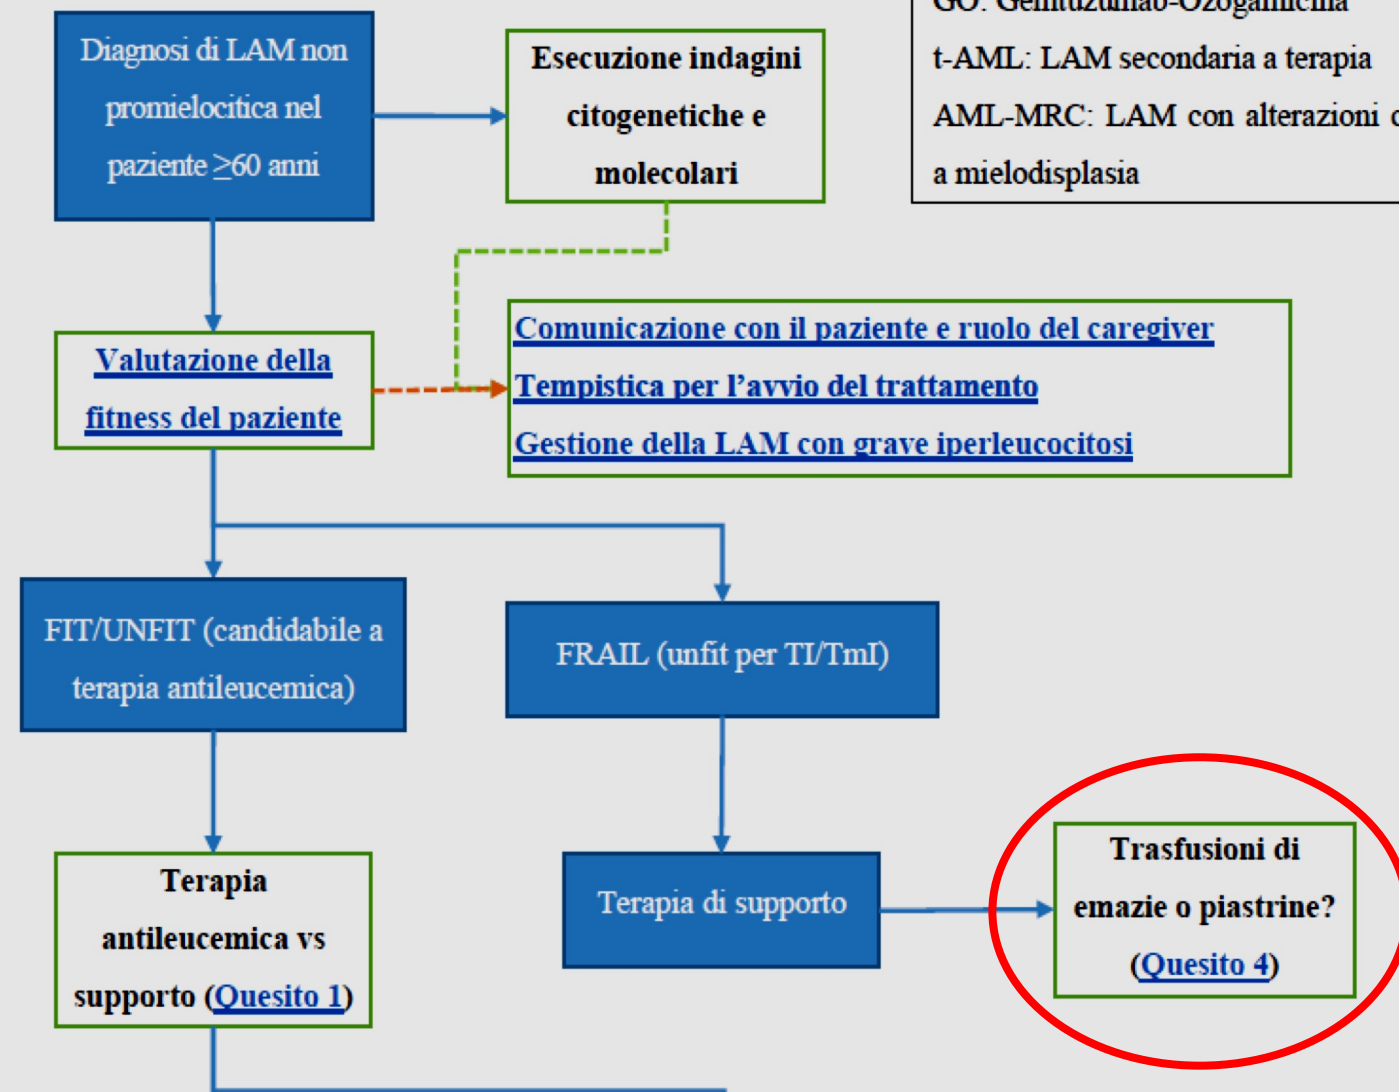 Diagnosi di LAM non
promielocitica nel
paziente ≥60 anni
Esecuzione indagini
citogenetiche e
molecolari
GO: Gemtuzumab-Ozogamicina
t-AML: LAM secondaria a terapia
AML-MRC: LAM con alterazioni
a mielodisplasia
Valutazione della
fitness del paziente
Comunicazione con il paziente e ruolo del caregiver
Tempistica per l’avvio del trattamento
Gestione della LAM con grave iperleucocitosi
FIT/UNFIT (candidabile a
terapia antileucemica)
FRAIL (unfit per TI/TmI)
Terapia
antileucemica vs
supporto (Quesito 1)
Terapia di supporto
Trasfusioni di
emazie o piastrine?
(Quesito 4)